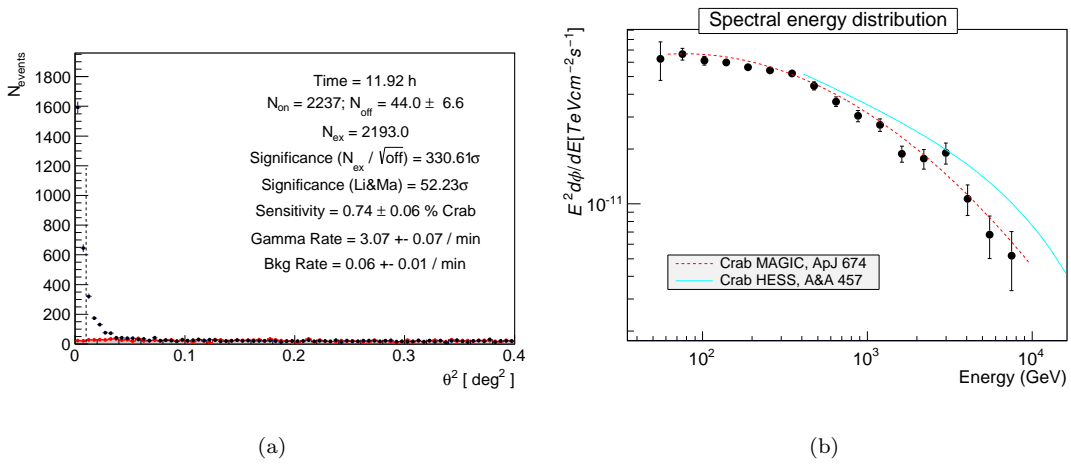 N_events
1800
1600
1400
1200
1000
800
600
400
200
0
Time = 11.92 h
N_on = 2237; N_off = 44.0 ± 6.6
N_ex = 2193.0
Significance (N_ex / √off) = 330.61σ
Significance (Li&Ma) = 52.23σ
Sensitivity = 0.74 ± 0.06 % Crab
Gamma Rate = 3.07 +- 0.07 / min
Bkg Rate = 0.06 +- 0.01 / min
0 0.1 0.2 0.3 0.4
θ² [ deg² ]
(a)
Spectral energy distribution
E² dφ/dE[TeVcm⁻²s⁻¹]
10⁻¹¹
Crab MAGIC, ApJ 674
Crab HESS, A&A 457
10² 10³ 10⁴
Energy (GeV)
(b)